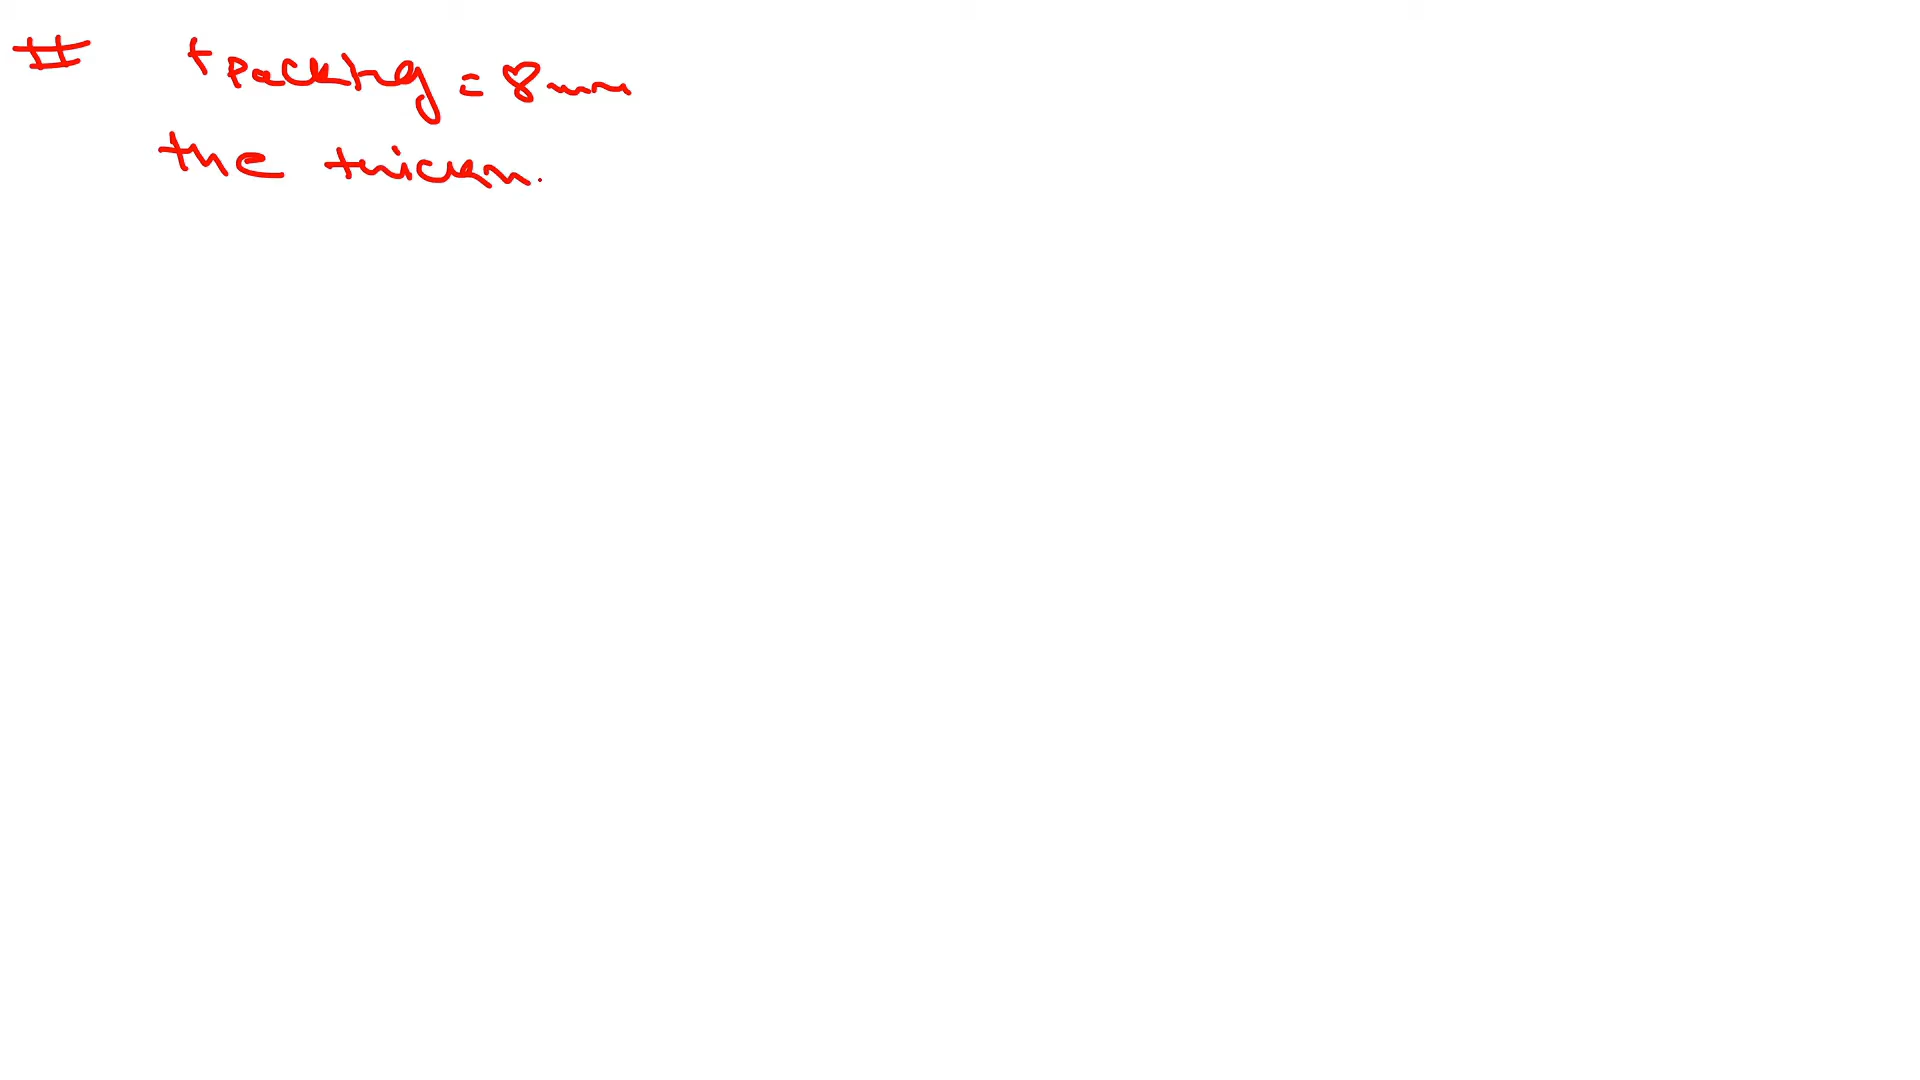 # t packing = 8mm
the thickn